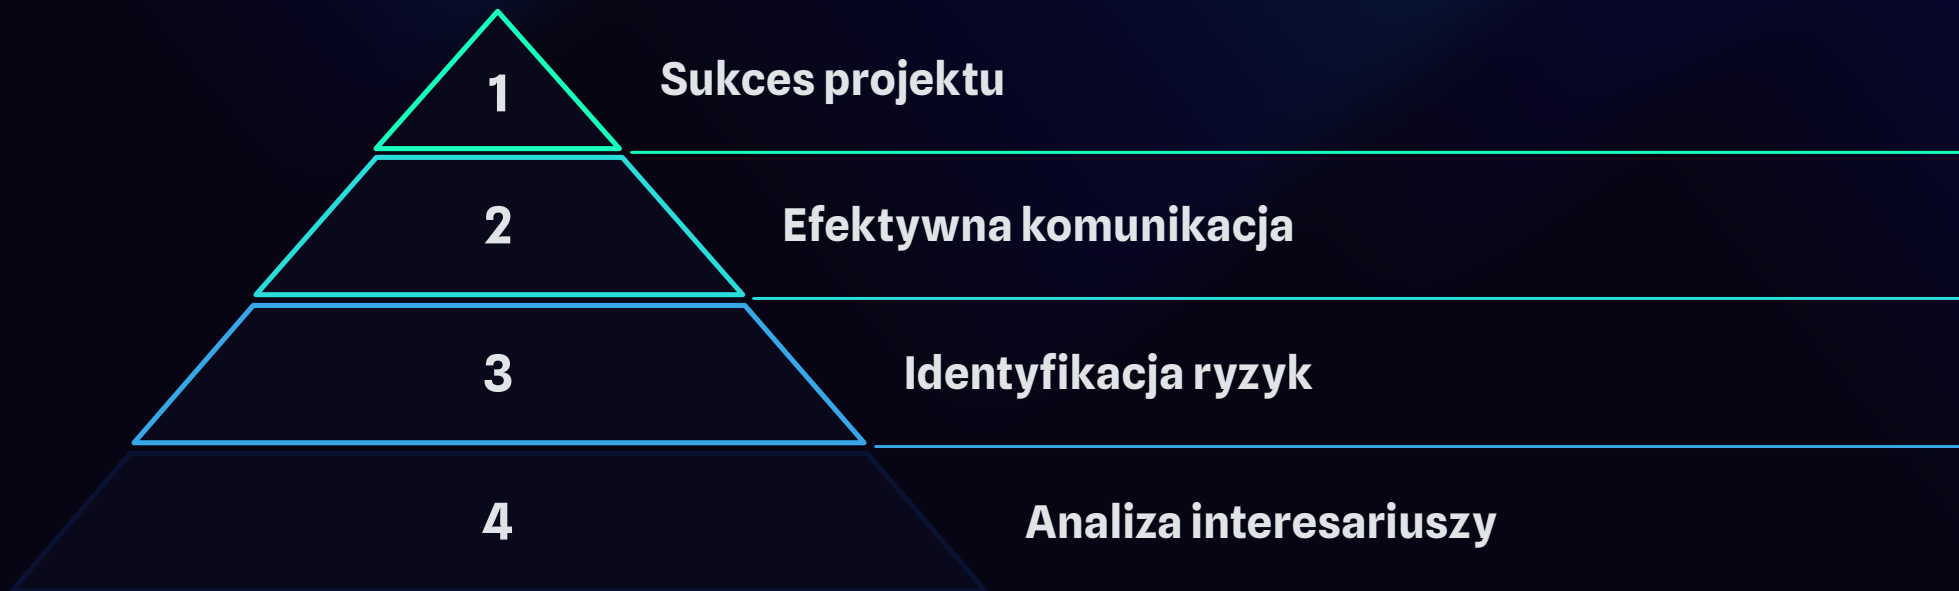 1
Sukces projektu
2
Efektywna komunikacja
3
Identyfikacja ryzyk
4
Analiza interesariuszy